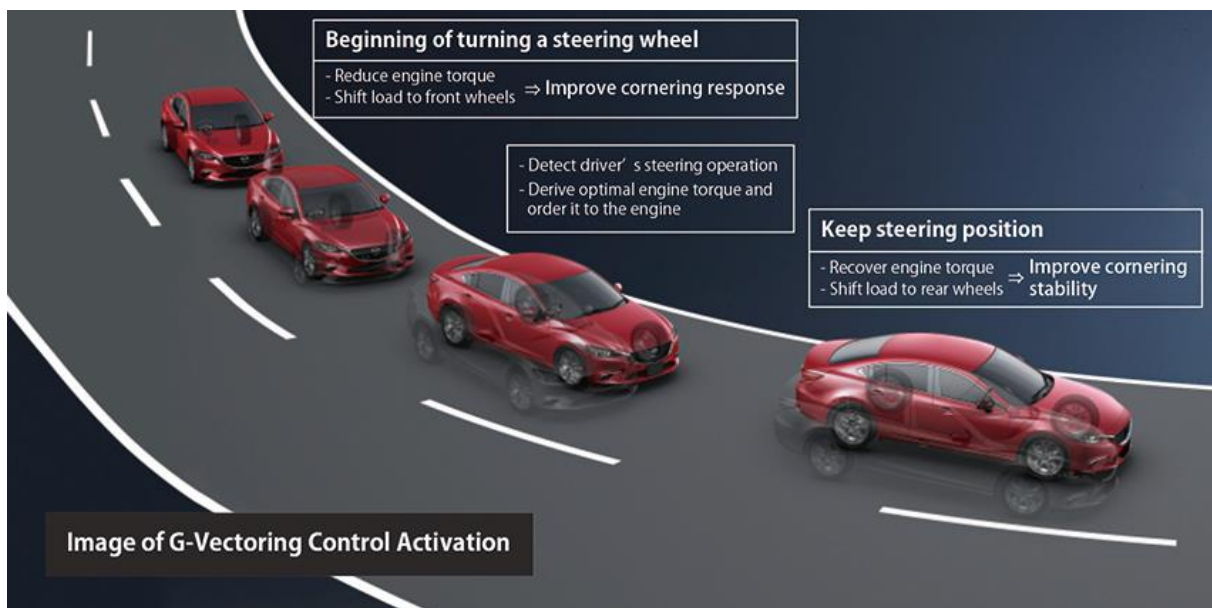 Beginning of turning a steering wheel
- Reduce engine torque
- Shift load to front wheels
⇒ Improve cornering response
- Detect driver’ s steering operation
- Derive optimal engine torque and
order it to the engine
Keep steering position
- Recover engine torque
- Shift load to rear wheels
⇒ Improve cornering
stability
Image of G-Vectoring Control Activation